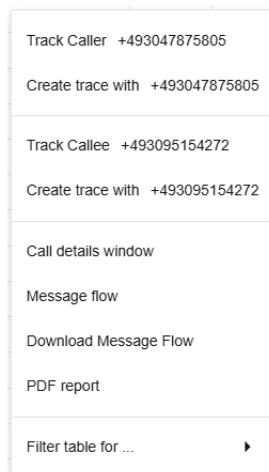 Track Caller +493047875805
Create trace with +493047875805
Track Callee +493095154272
Create trace with +493095154272
Call details window
Message flow
Download Message Flow
PDF report
Filter table for ...